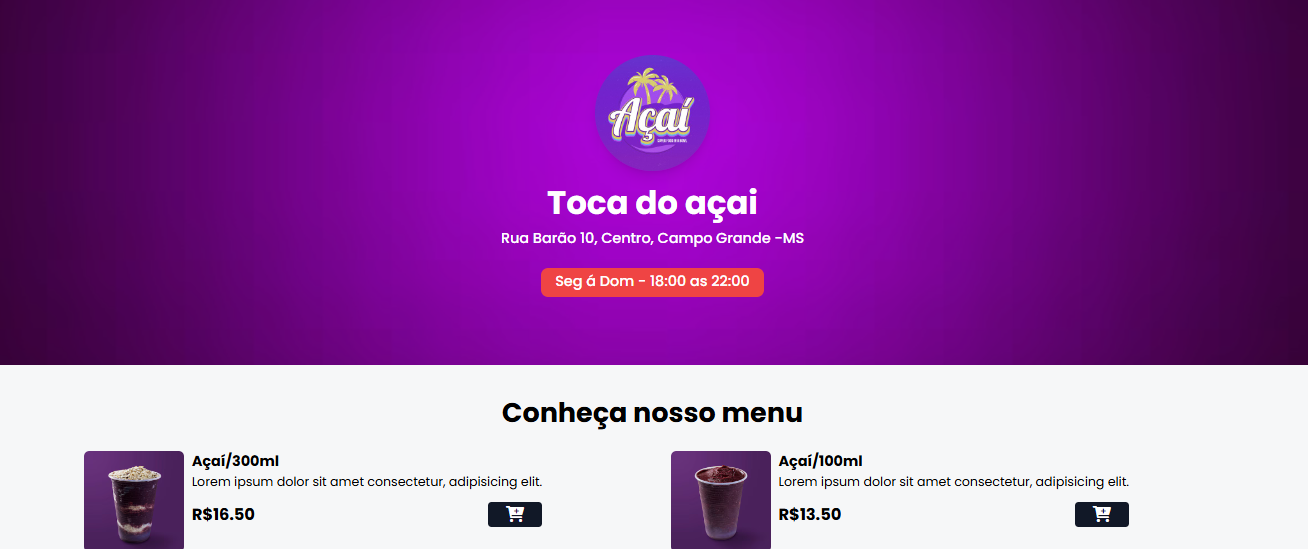 Açaí
Toca do açai
Rua Barão 10, Centro, Campo Grande -MS
Seg á Dom - 18:00 as 22:00
Conheça nosso menu
Açaí/300ml
Lorem ipsum dolor sit amet consectetur, adipisicing elit.
R$16.50
Açaí/100ml
Lorem ipsum dolor sit amet consectetur, adipisicing elit.
R$13.50